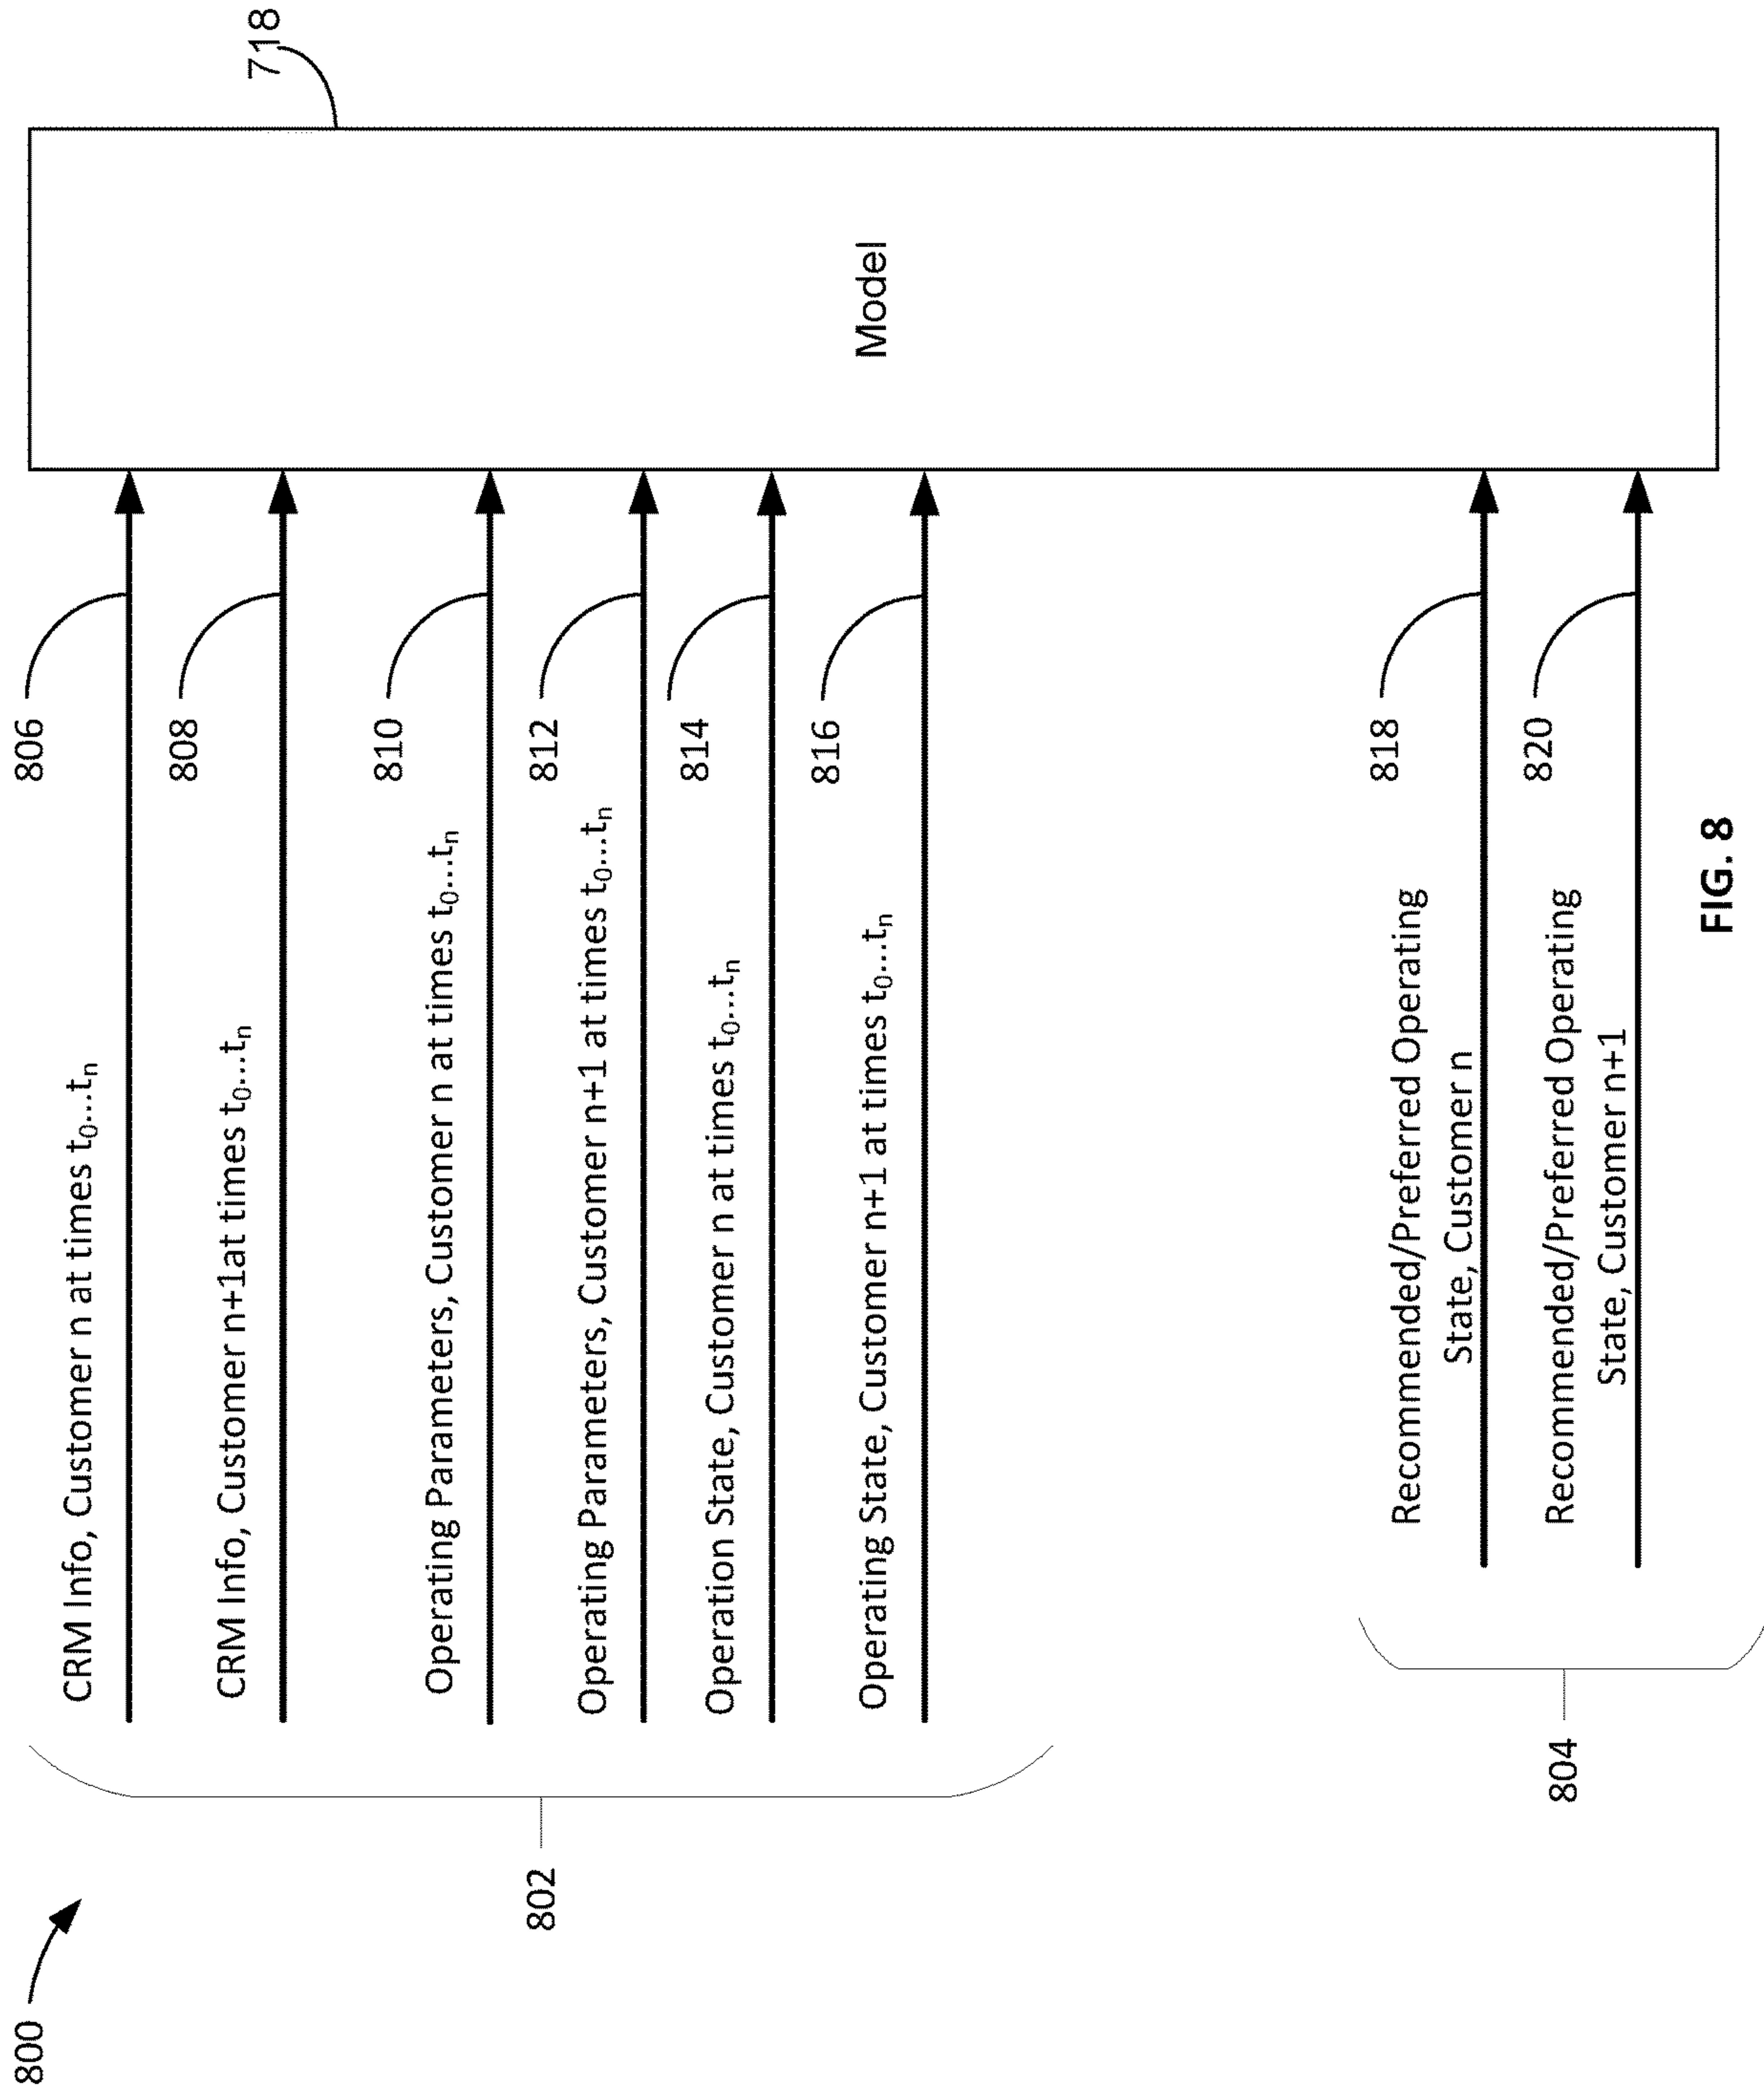 800
718
806
CRM Info, Customer n at times t0...tn
808
CRM Info, Customer n+1at times t0...tn
810
Operating Parameters, Customer n at times t0...tn
812
Operating Parameters, Customer n+1 at times t0...tn
814
Operation State, Customer n at times t0...tn
816
Operating State, Customer n+1 at times t0...tn
802
Model
818
Recommended/Preferred Operating
State, Customer n
820
Recommended/Preferred Operating
State, Customer n+1
804
FIG. 8